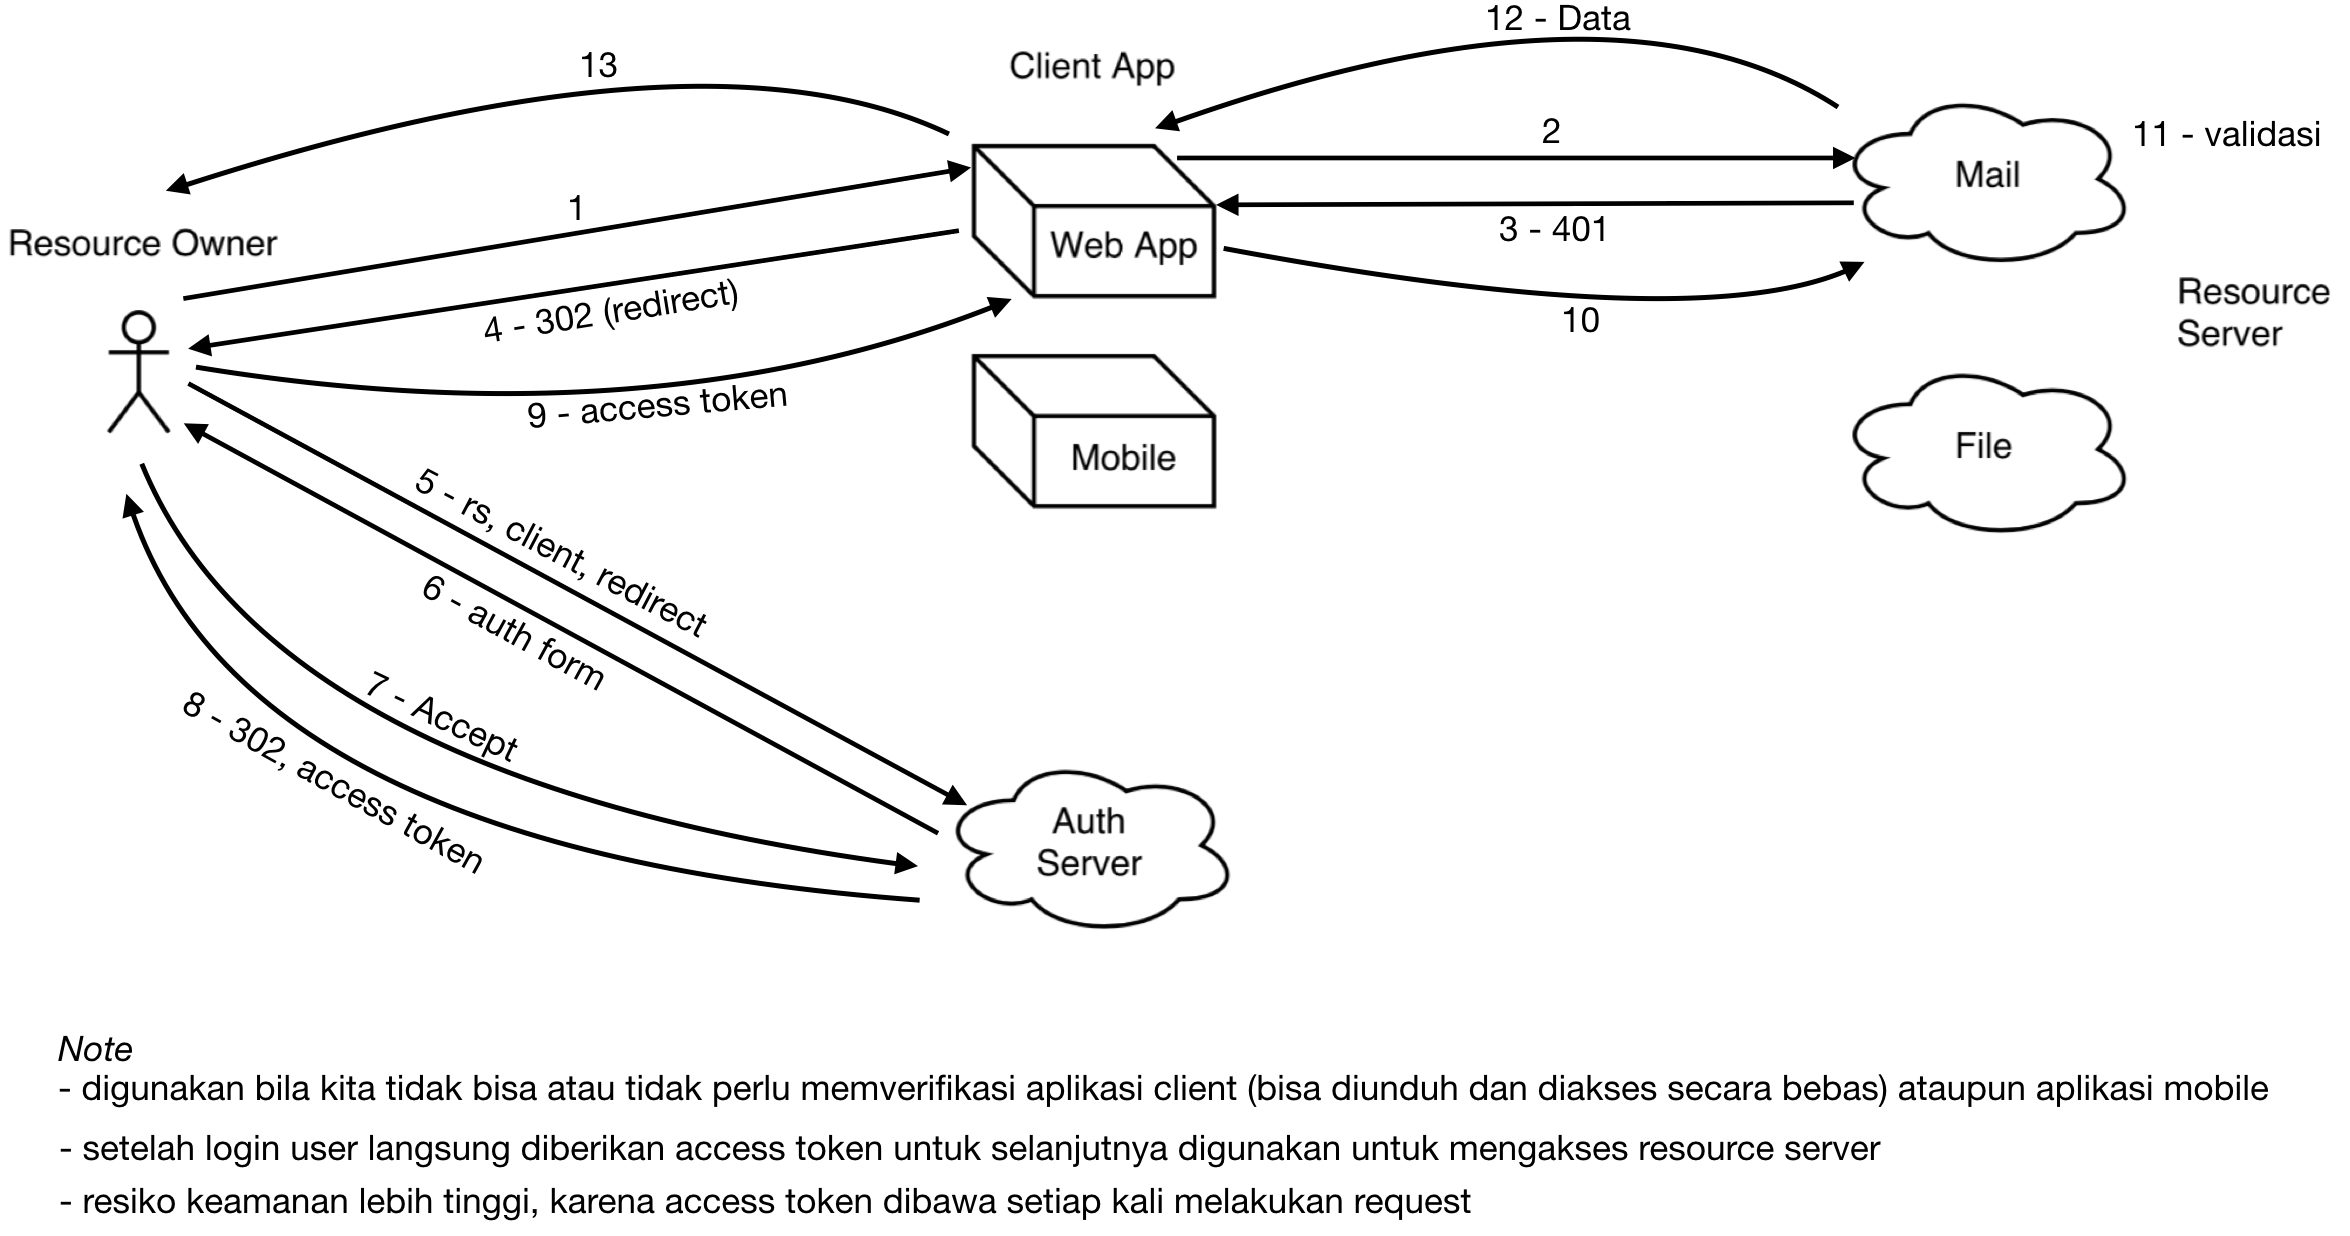 12 - Data
13
Client App
2
11 - validasi
Mail
1
3 - 401
Resource Owner
Web App
4 - 302 (redirect)
10
Resource
Server
9 - access token
Mobile
File
5 - rs, client, redirect
6 - auth form
7 - Accept
8 - 302, access token
Auth
Server
Note
- digunakan bila kita tidak bisa atau tidak perlu memverifikasi aplikasi client (bisa diunduh dan diakses secara bebas) ataupun aplikasi mobile
- setelah login user langsung diberikan access token untuk selanjutnya digunakan untuk mengakses resource server
- resiko keamanan lebih tinggi, karena access token dibawa setiap kali melakukan request